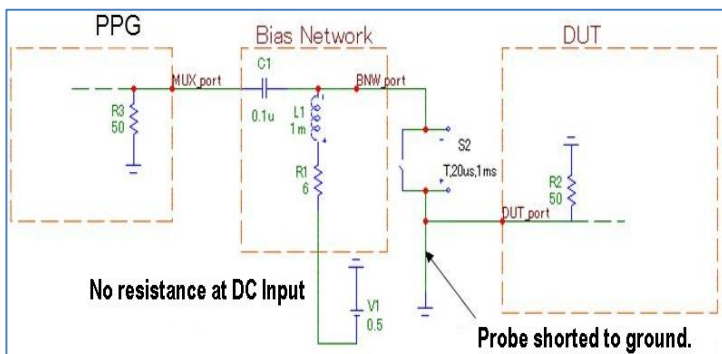 PPG
Bias Network
DUT
C1
MUX_port
BNW_port
0.1u
L1
1m
R3
50
S2
T,20us,1ms
R1
6
R2
50
DUT_port
No resistance at DC Input
V1
0.5
Probe shorted to ground.